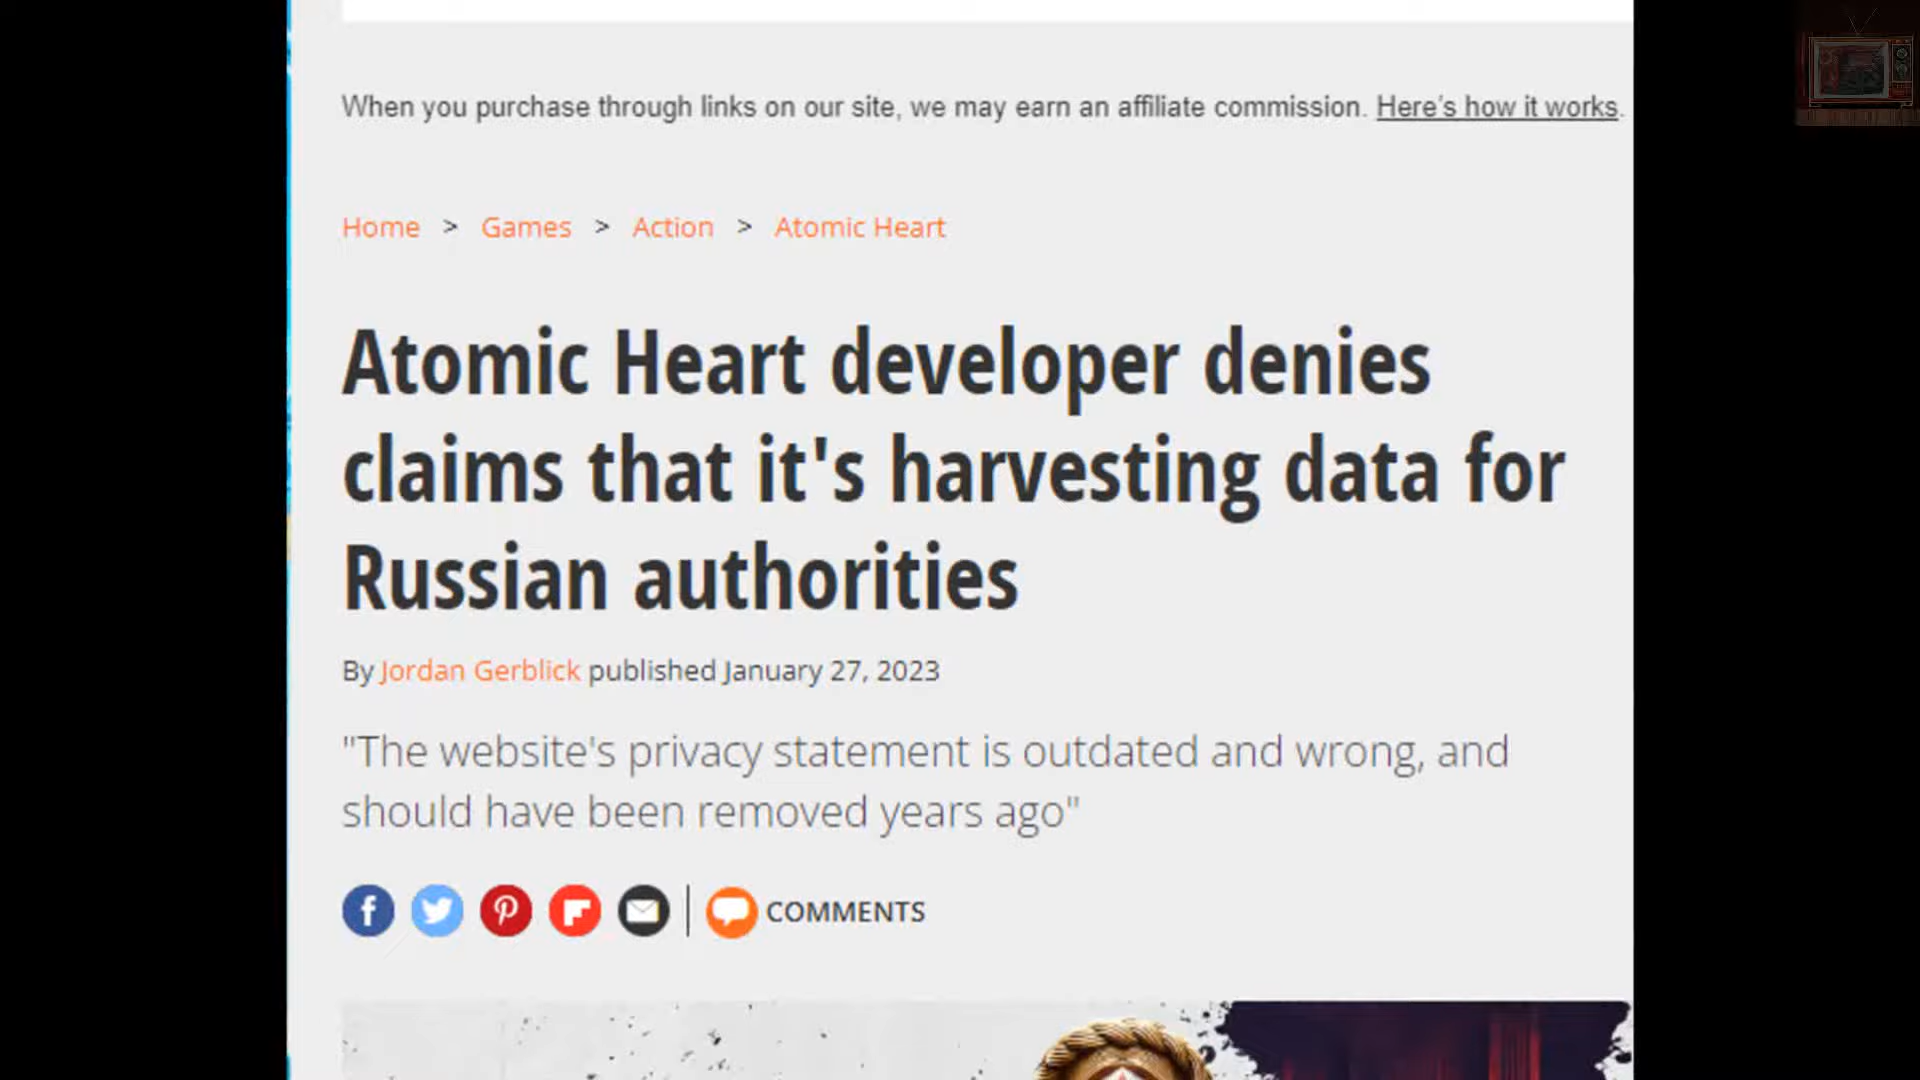 When you purchase through links on our site, we may earn an affiliate commission. Here's how it works.
Home > Games > Action > Atomic Heart
Atomic Heart developer denies
claims that it's harvesting data for
Russian authorities
By Jordan Gerblick published January 27, 2023
"The website's privacy statement is outdated and wrong, and
should have been removed years ago"
COMMENTS